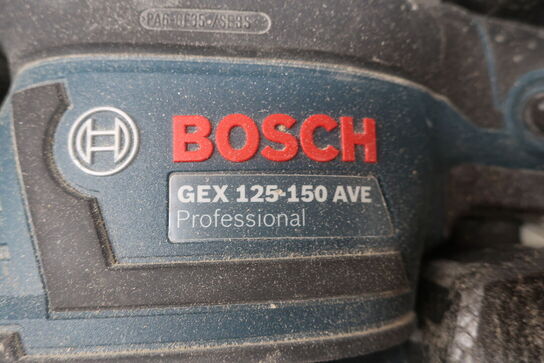 BOSCH
GEX 125-150 AVE
Professional